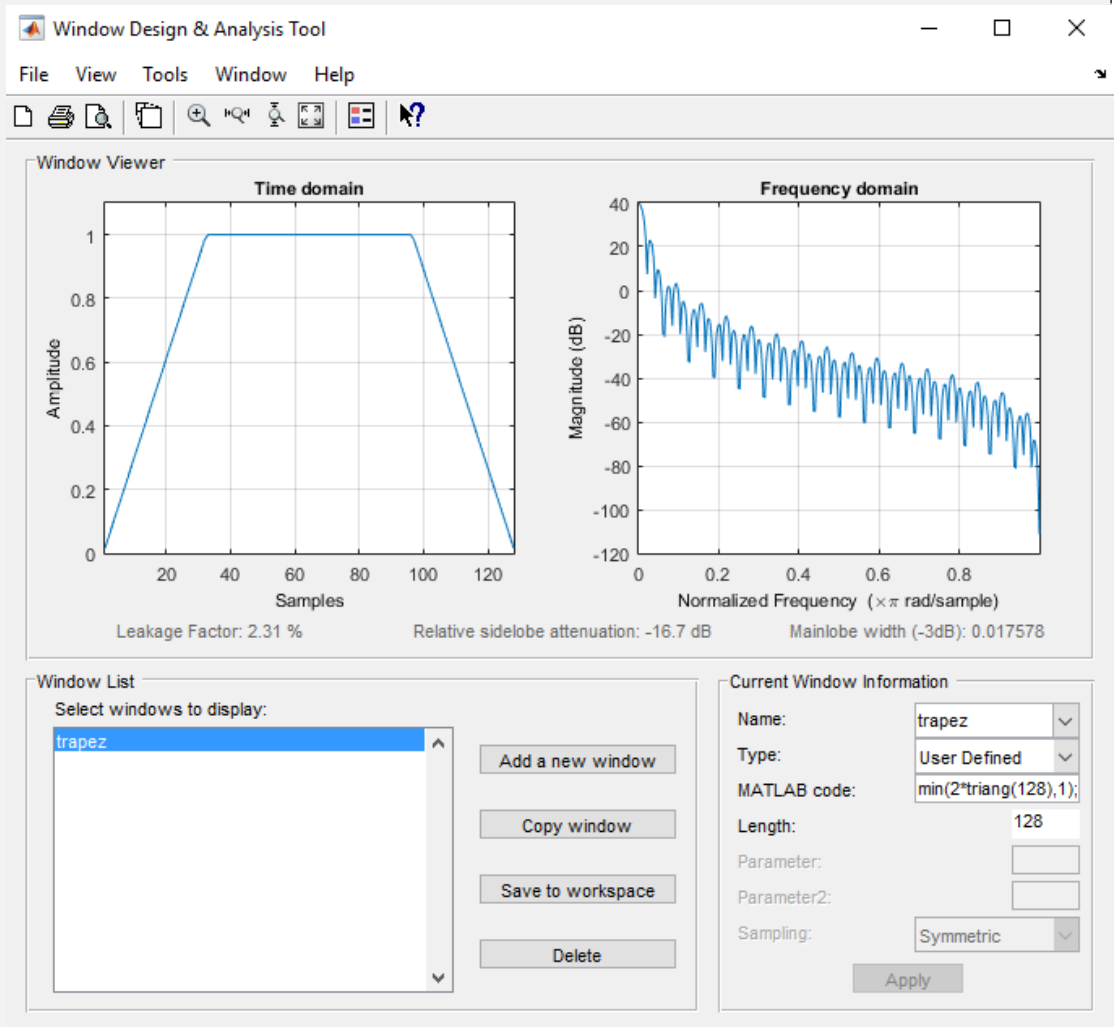 Window Design & Analysis Tool
File View Tools Window Help
Window Viewer
Time domain
Amplitude
1
0.8
0.6
0.4
0.2
0
20 40 60 80 100 120
Samples
Frequency domain
Magnitude (dB)
40
20
0
-20
-40
-60
-80
-100
-120
0 0.2 0.4 0.6 0.8
Normalized Frequency (×π rad/sample)
Leakage Factor: 2.31 % Relative sidelobe attenuation: -16.7 dB Mainlobe width (-3dB): 0.017578
Window List
Select windows to display:
trapez
Add a new window
Copy window
Save to workspace
Delete
Current Window Information
Name: trapez
Type: User Defined
MATLAB code: min(2*triang(128),1);
Length: 128
Parameter:
Parameter2:
Sampling: Symmetric
Apply